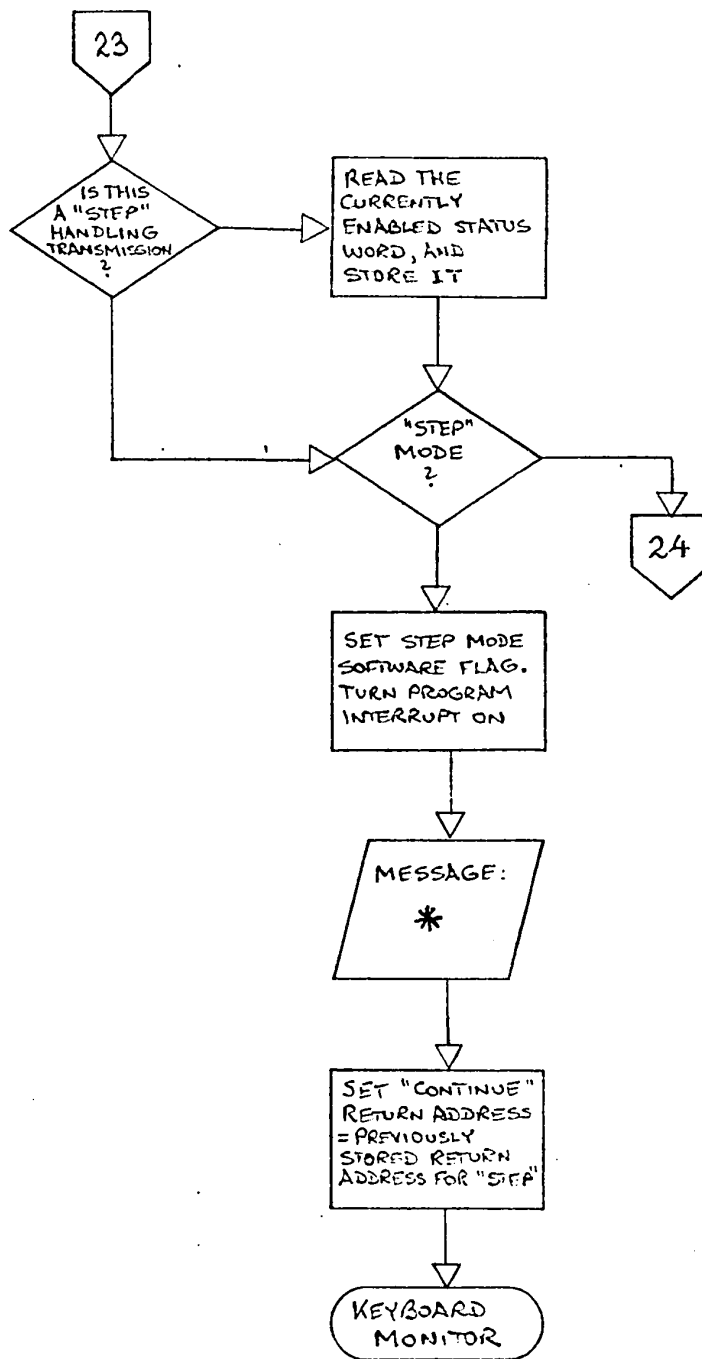 23
IS THIS
A "STEP"
HANDLING
TRANSMISSION
?
READ THE
CURRENTLY
ENABLED STATUS
WORD, AND
STORE IT
"STEP"
MODE
?
24
SET STEP MODE
SOFTWARE FLAG.
TURN PROGRAM
INTERRUPT ON
MESSAGE:
*
SET "CONTINUE"
RETURN ADDRESS
= PREVIOUSLY
STORED RETURN
ADDRESS FOR "STEP"
KEYBOARD
MONITOR